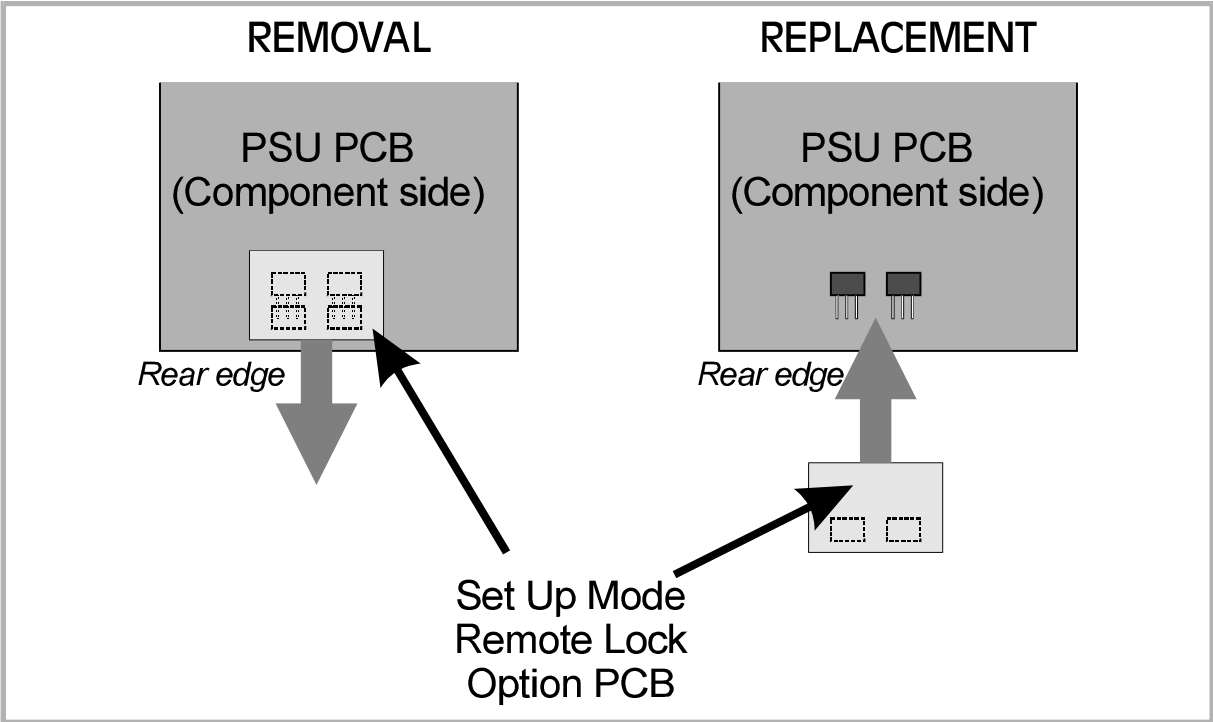 REMOVAL
REPLACEMENT
PSU PCB
(Component side)
PSU PCB
(Component side)
Rear edge
Rear edge
Set Up Mode
Remote Lock
Option PCB